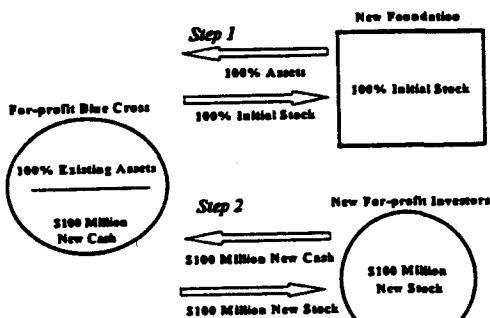 New Foundation
Step 1
100% Assets
100% Initial Stock
100% Initial Stock
For-profit Blue Cross
100% Existing Assets
$100 Million
New Cash
Step 2
New For-profit Investors
$100 Million New Cash
$100 Million
New Stock
$100 Million New Stock